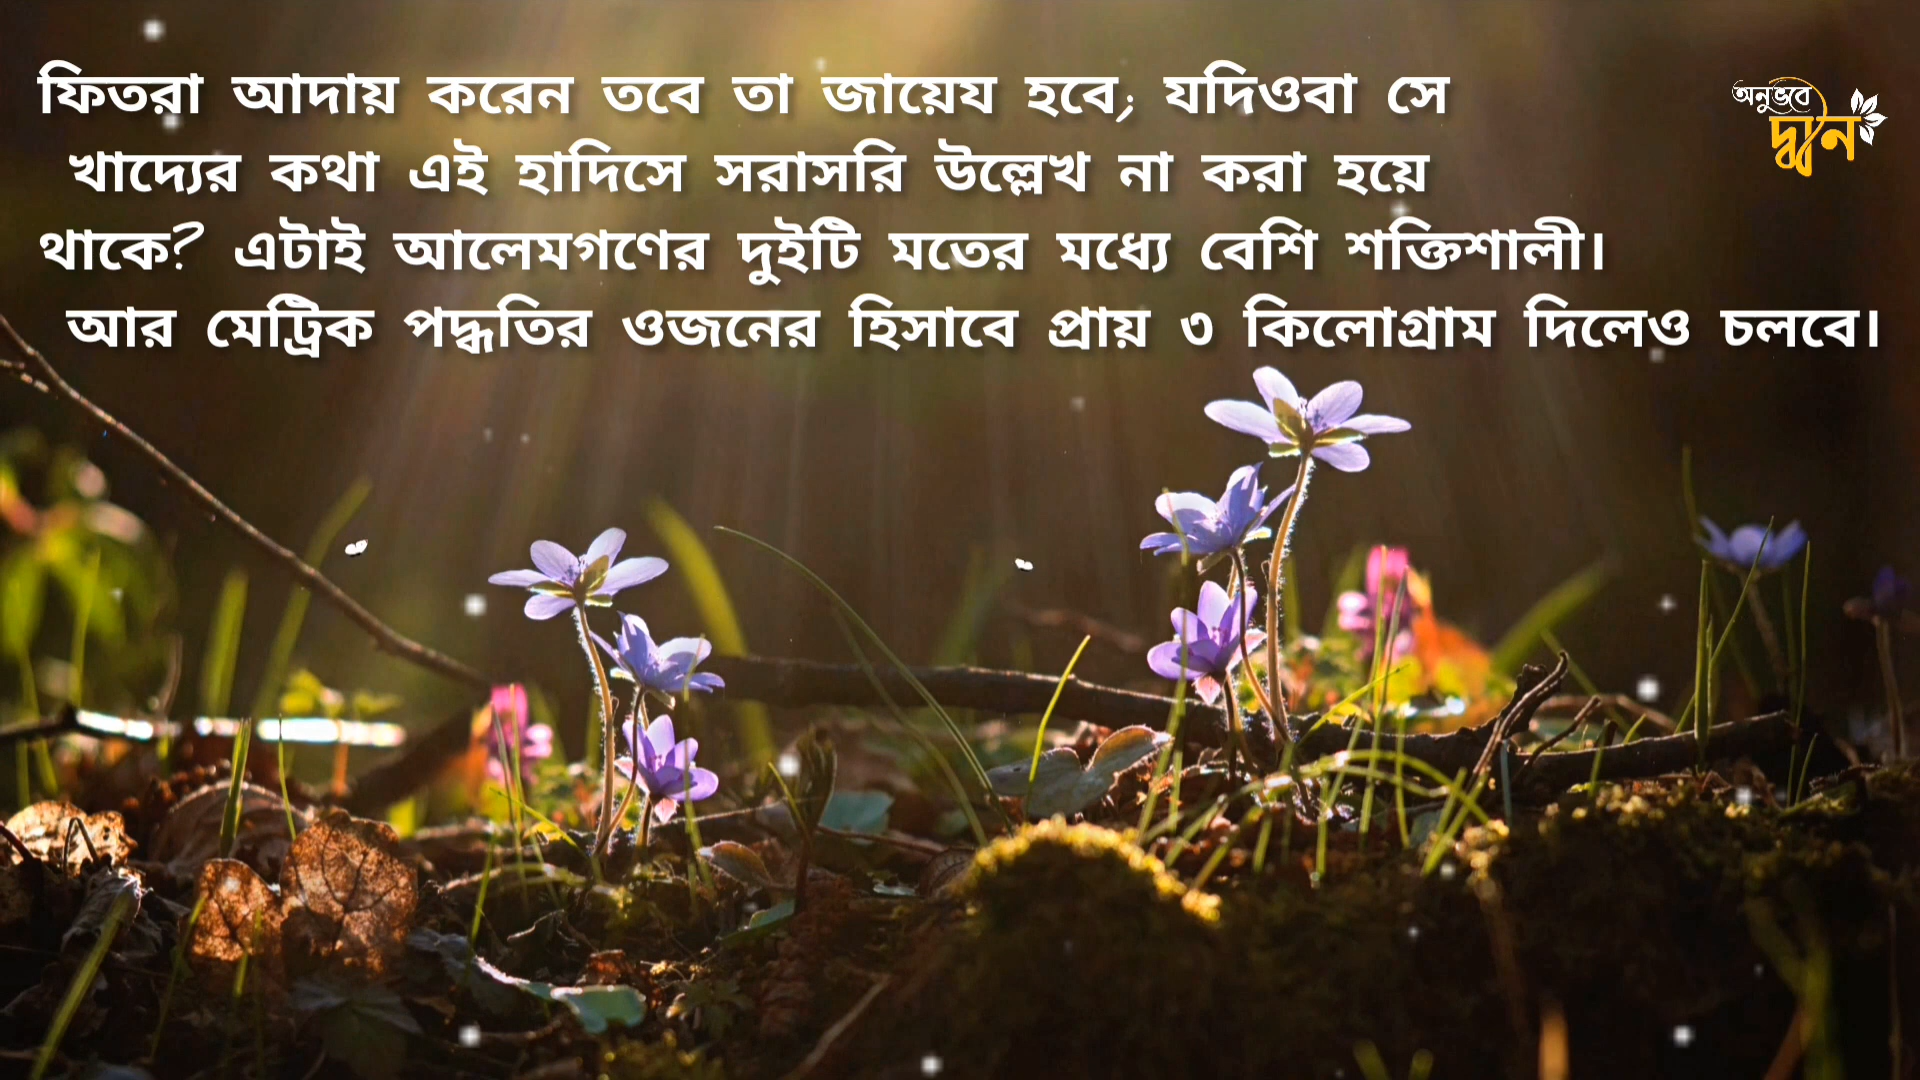 ফিতরা আদায় করেন তবে তা জায়েয হবে; যদিওবা সে
খাদ্যের কথা এই হাদিসে সরাসরি উল্লেখ না করা হয়ে
থাকে? এটাই আলেমগণের দুইটি মতের মধ্যে বেশি শক্তিশালী।
আর মেট্রিক পদ্ধতির ওজনের হিসাবে প্রায় ৩ কিলোগ্রাম দিলেও চলবে।
অনুভবে
দ্বীন